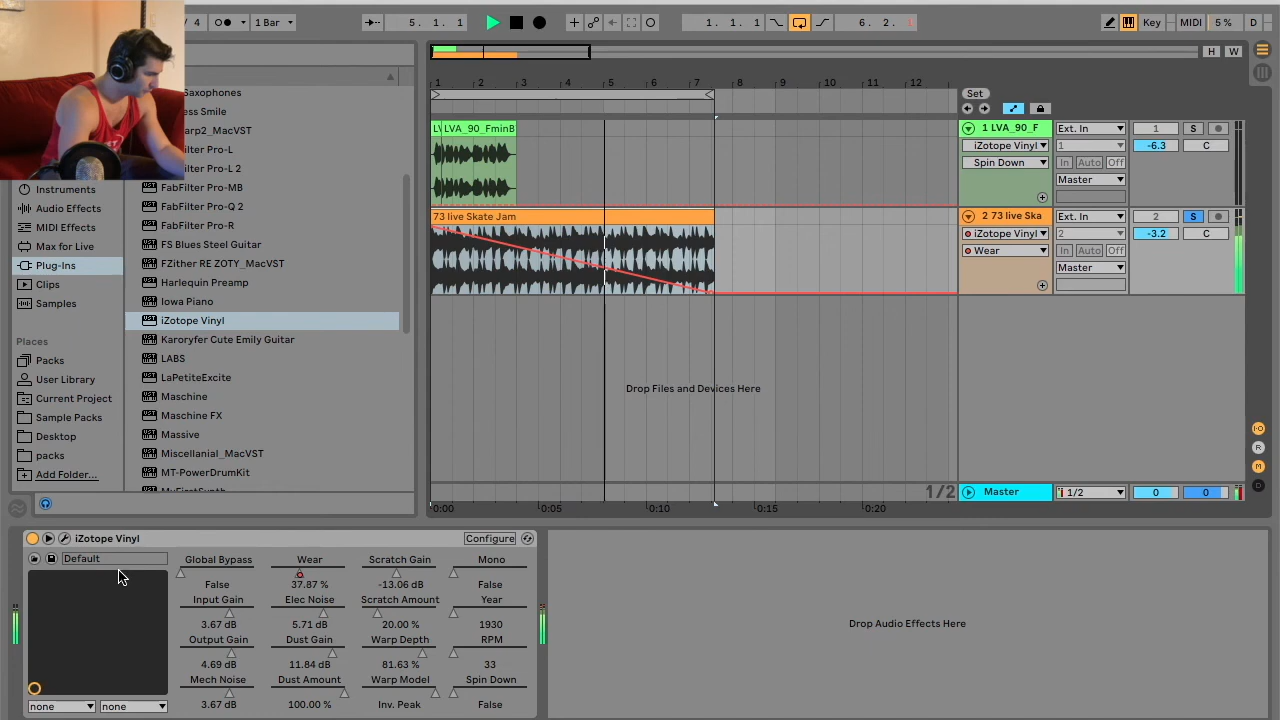 / 4
1 Bar
5. 1. 1
1. 1. 1
6. 2. 1
Key
MIDI
5 %
D
H
W
1 2 3 4 5 6 7 8 9 10 11 12
Set
Instruments
Audio Effects
MIDI Effects
Max for Live
Plug-Ins
Clips
Samples
Places
Packs
User Library
Current Project
Sample Packs
Desktop
packs
Add Folder...
Saxophones
ess Smile
arp2_MacVST
Filter Pro-L
Filter Pro-L 2
FabFilter Pro-MB
FabFilter Pro-Q 2
FabFilter Pro-R
FS Blues Steel Guitar
FZither RE ZOTY_MacVST
Harlequin Preamp
Iowa Piano
iZotope Vinyl
Karoryfer Cute Emily Guitar
LABS
LaPetiteExcite
Maschine
Maschine FX
Massive
Miscellanial_MacVST
MT-PowerDrumKit
LVA_90_FminB
73 live Skate Jam
Drop Files and Devices Here
1 LVA_90_F
iZotope Vinyl
Spin Down
Ext. In
1
In Auto Off
Master
1
S
-6.3
C
2 73 live Ska
iZotope Vinyl
Wear
Ext. In
2
In Auto Off
Master
2
S
-3.2
C
1/2
Master
1/2
0
0
0:00 0:05 0:10 0:15 0:20
iZotope Vinyl
Configure
Default
none
none
Global Bypass
False
Input Gain
3.67 dB
Output Gain
4.69 dB
Mech Noise
3.67 dB
Wear
37.87 %
Elec Noise
5.71 dB
Dust Gain
11.84 dB
Dust Amount
100.00 %
Scratch Gain
-13.06 dB
Scratch Amount
20.00 %
Warp Depth
81.63 %
Warp Model
Inv. Peak
Mono
False
Year
1930
RPM
33
Spin Down
False
Drop Audio Effects Here